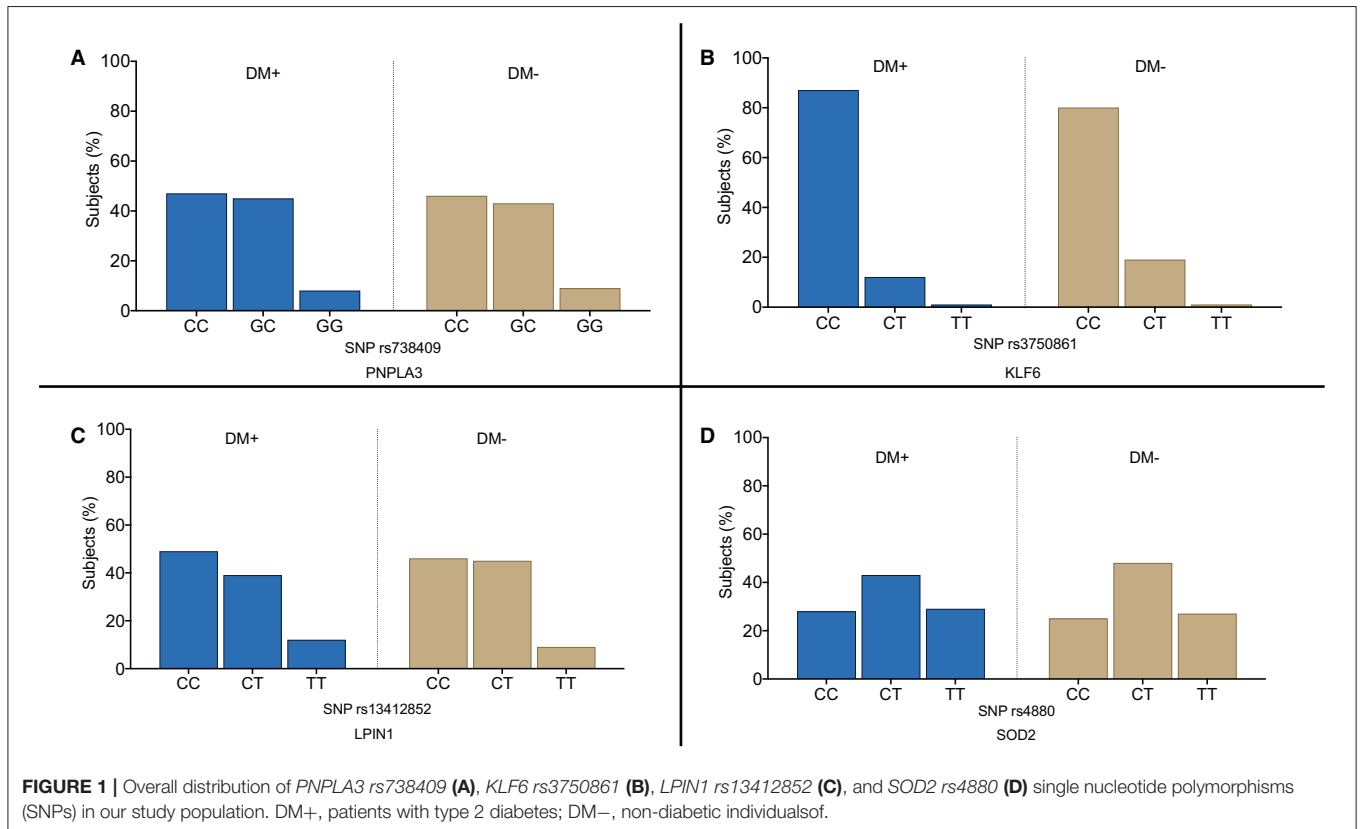 A
DM+
DM-
100
80
60
40
20
0
Subjects (%)
CC GC GG CC GC GG
SNP rs738409
PNPLA3
B
DM+
DM-
100
80
60
40
20
0
Subjects (%)
CC CT TT CC CT TT
SNP rs3750861
KLF6
C
DM+
DM-
100
80
60
40
20
0
Subjects (%)
CC CT TT CC CT TT
SNP rs13412852
LPIN1
D
DM+
DM-
100
80
60
40
20
0
Subjects (%)
CC CT TT CC CT TT
SNP rs4880
SOD2
FIGURE 1 | Overall distribution of PNPLA3 rs738409 (A), KLF6 rs3750861 (B), LPIN1 rs13412852 (C), and SOD2 rs4880 (D) single nucleotide polymorphisms
(SNPs) in our study population. DM+, patients with type 2 diabetes; DM−, non-diabetic individualsof.